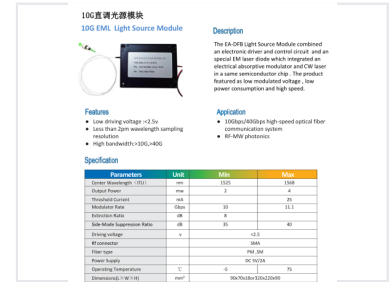 10G直调光源模块
10G EML Light Source Module
Description
The EA-DFB Light Source Module combined
an electronic driver and control circuit and an
special EML laser diode which integrated an
electrical absorptive modulator and CW laser
in a same semiconductor chip . The product
featured as low modulated voltage , low
power consumption and high speed.
Features
● Low driving voltage :<2.5v
● Less than 2pm wavelength sampling
resolution
● High bandwidth:>10G,>40G
Application
● 10Gbps/40Gbps high-speed optical fiber
communication system
● RF-MW photonics
Specification
Parameters Unit Min Max
Center Wavelength (ITU) nm 1525 1568
Output Power mw 2 4
Threshold Current mA 25
Modulator Rate Gbps 10 11.1
Extinction Ratio dB 8
Side-Mode Suppression Ratio dB 35 40
Driving voltage v <2.5
Rf connector SMA
Fiber type PM ,SM
Power Supply DC 5V/2A
Operating Temperature ℃ -5 75
Dimensions(L×W×H) mm³ 90x70x18or320x220x90